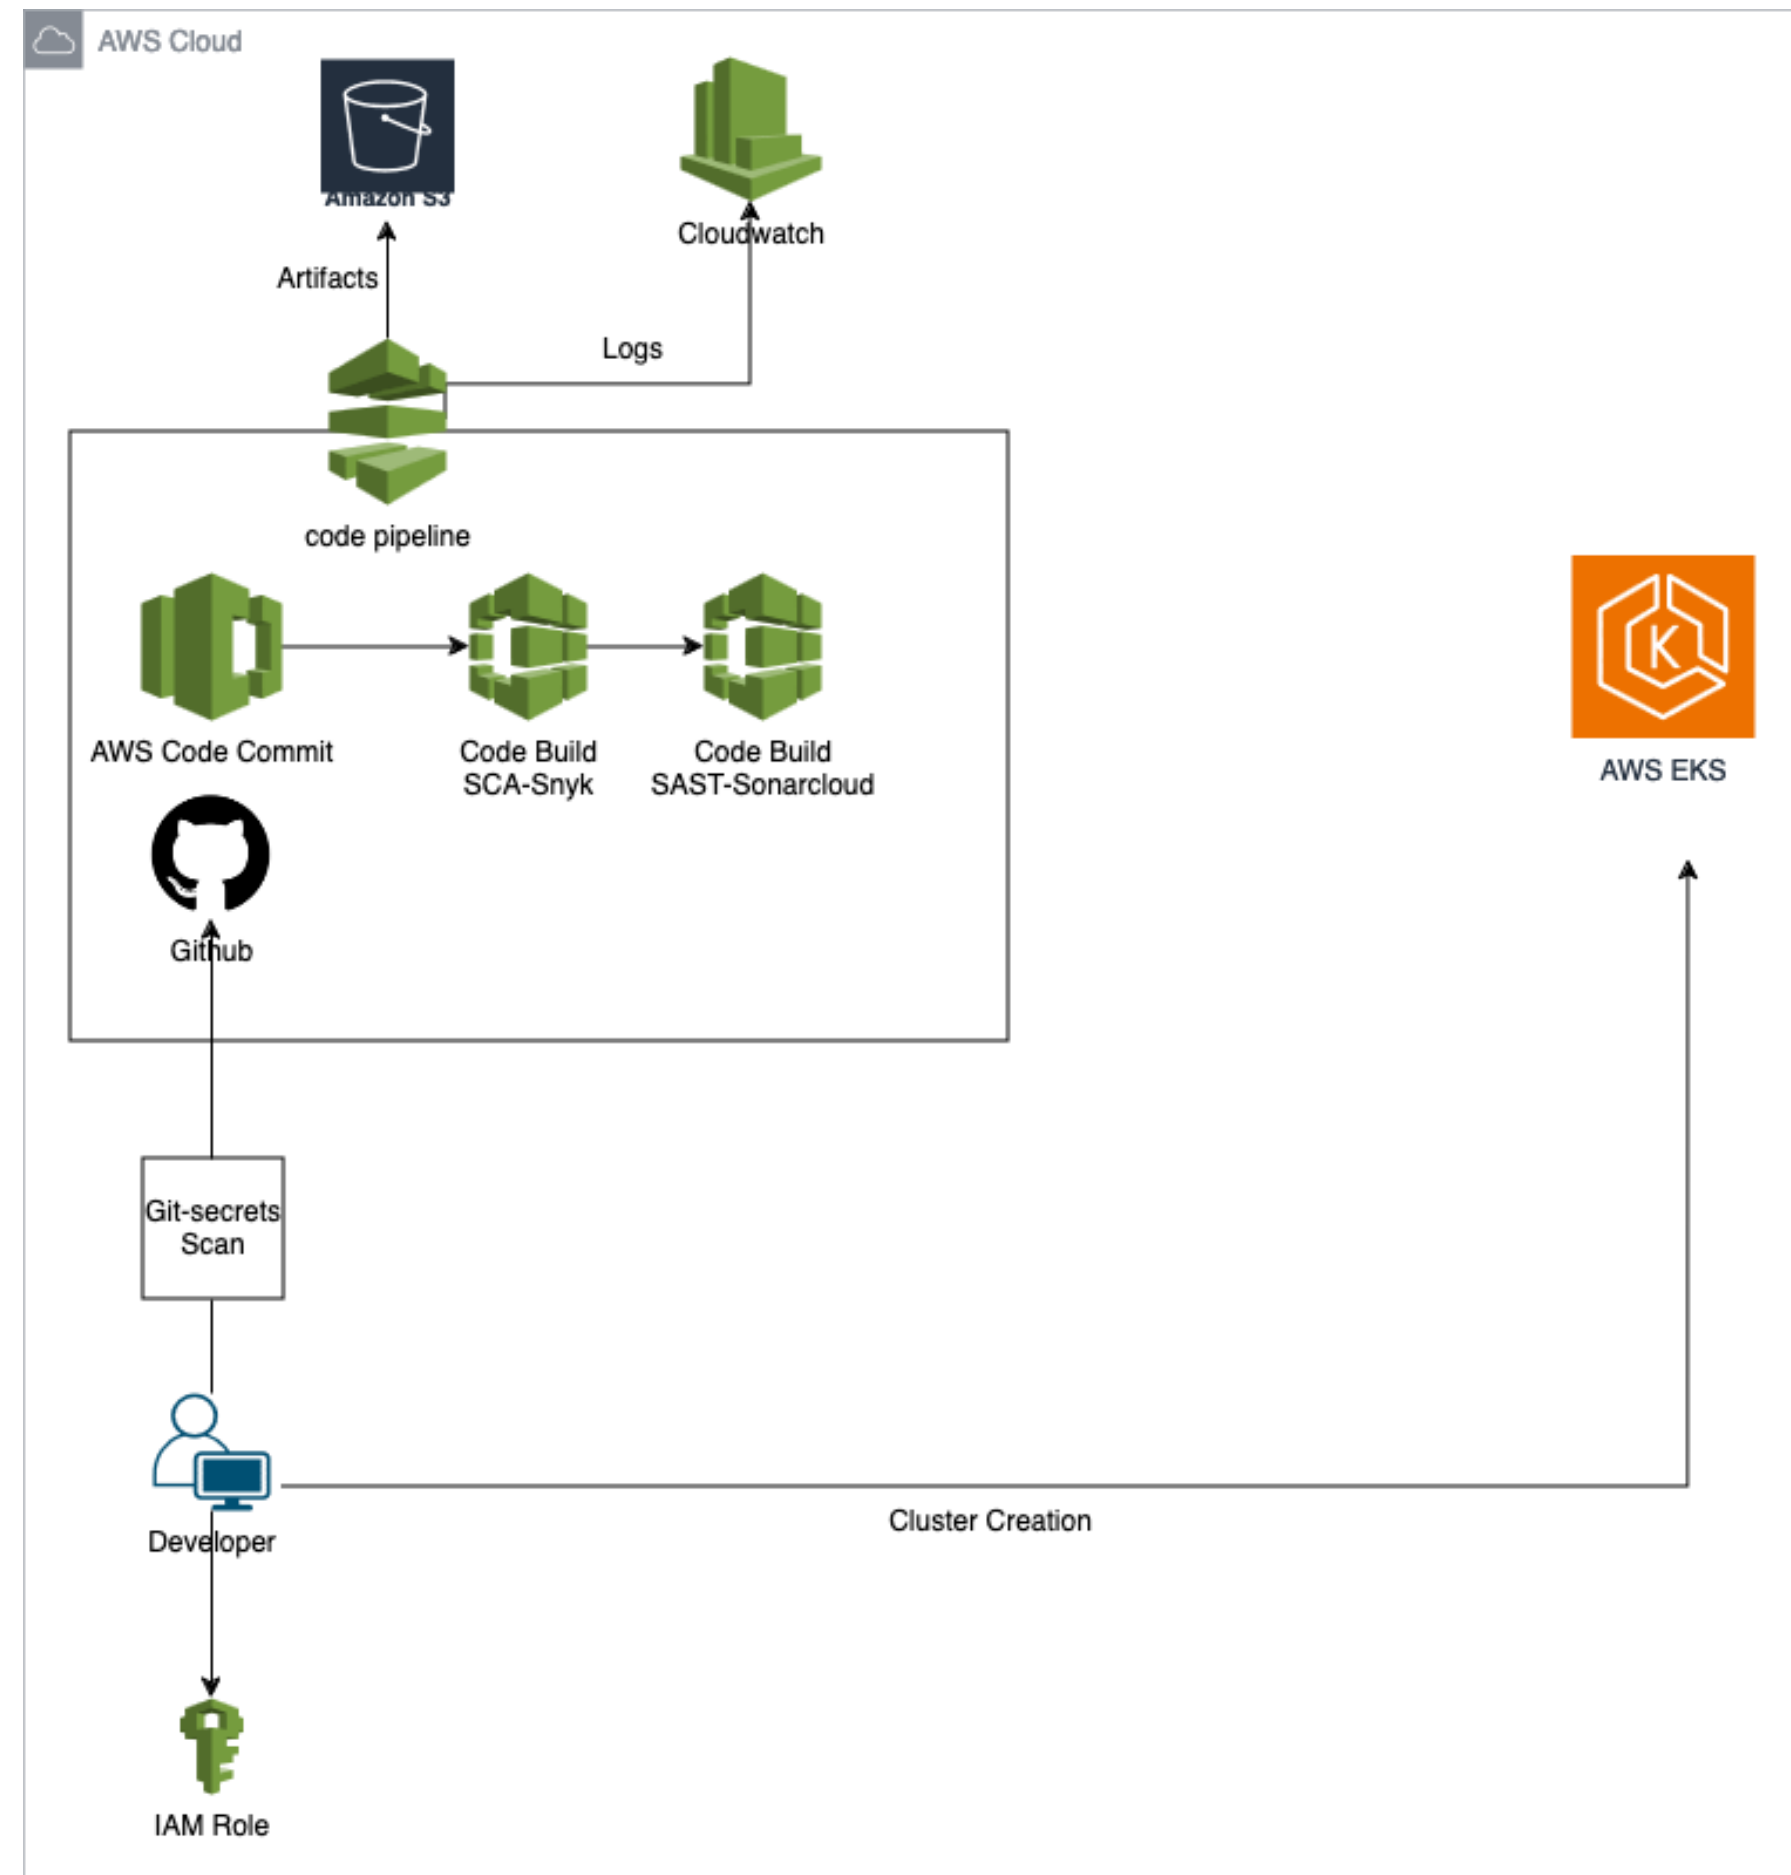 AWS Cloud
Amazon S3
Cloudwatch
Artifacts
Logs
code pipeline
AWS Code Commit
Code Build
SCA-Snyk
Code Build
SAST-Sonarcloud
K
AWS EKS
Github
Git-secrets
Scan
Developer
Cluster Creation
IAM Role